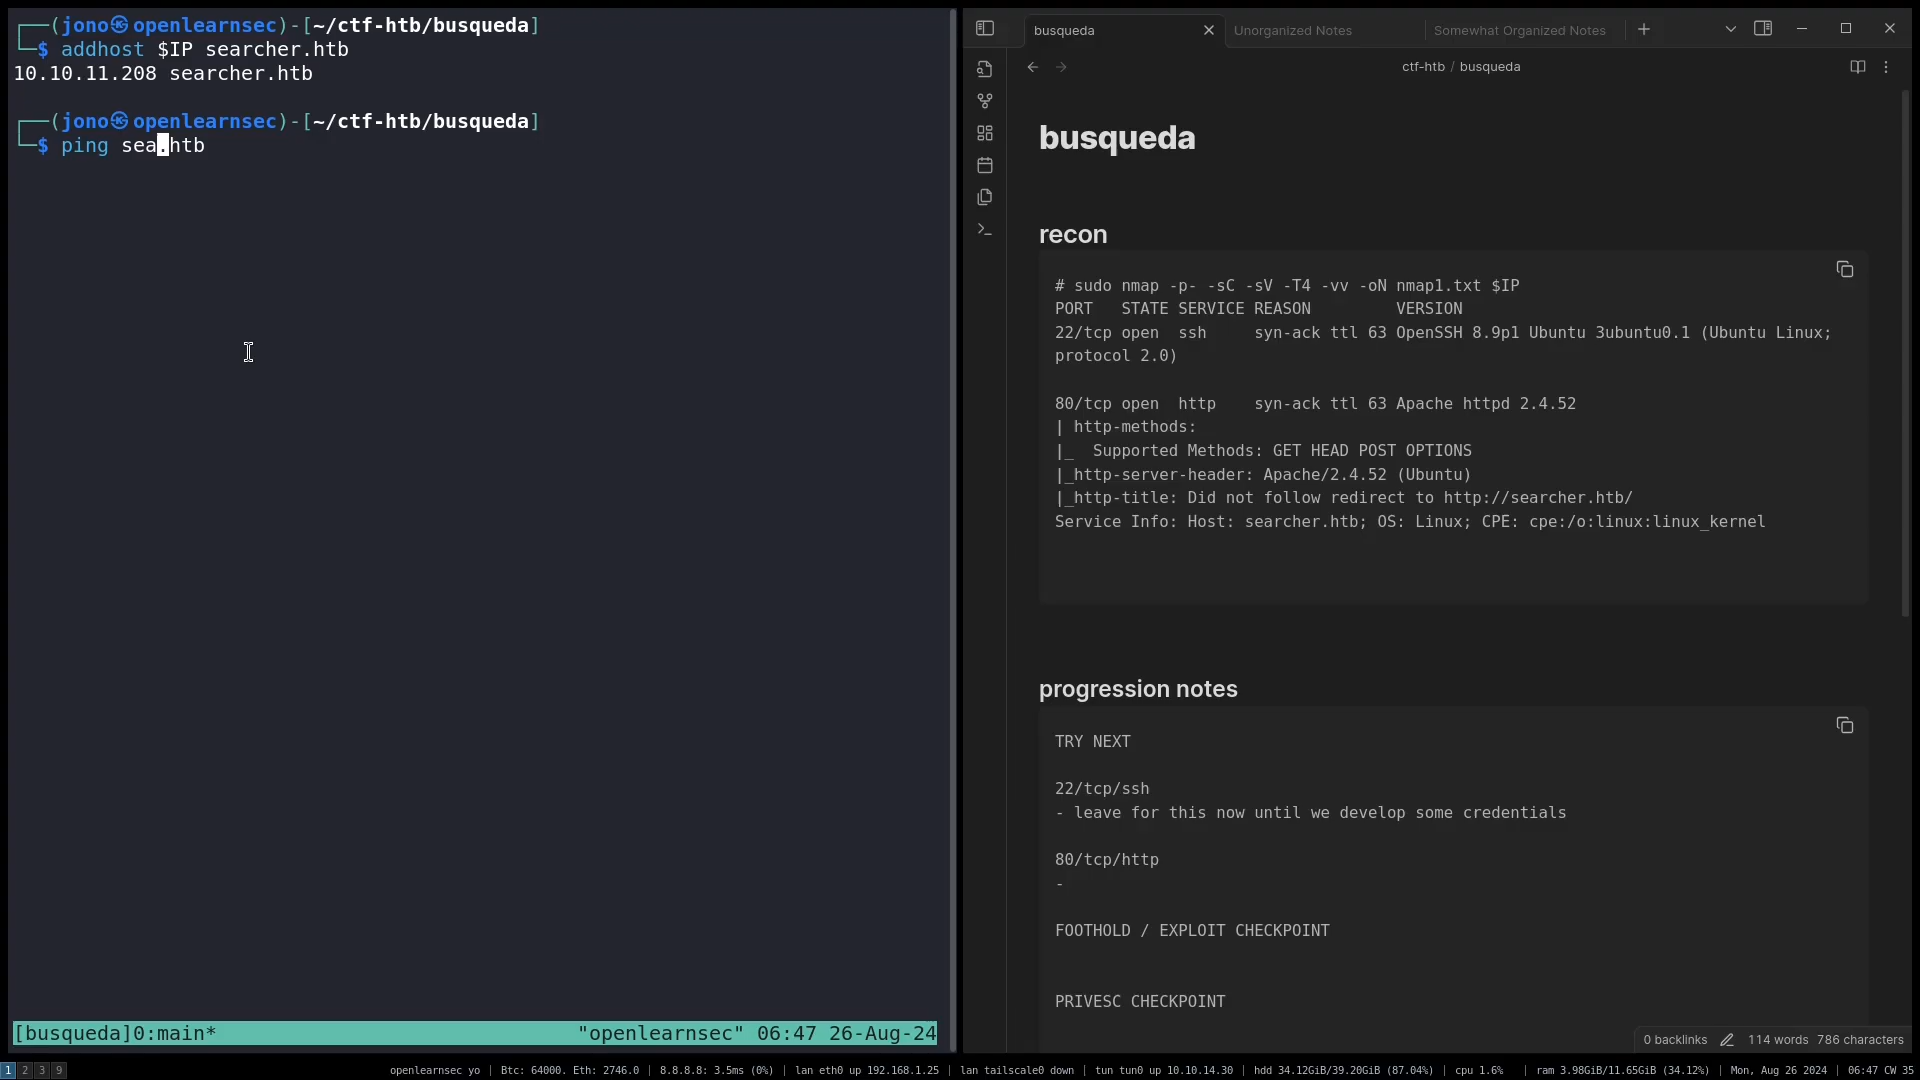 ┌──(jono㉿openlearnsec)-[~/ctf-htb/busqueda]
└─$ addhost $IP searcher.htb
10.10.11.208 searcher.htb
┌──(jono㉿openlearnsec)-[~/ctf-htb/busqueda]
└─$ ping sea.htb
[busqueda]0:main* "openlearnsec" 06:47 26-Aug-24
busqueda Unorganized Notes Somewhat Organized Notes
ctf-htb / busqueda
busqueda
recon
# sudo nmap -p- -sC -sV -T4 -vv -oN nmap1.txt $IP
PORT   STATE SERVICE REASON         VERSION
22/tcp open  ssh     syn-ack ttl 63 OpenSSH 8.9p1 Ubuntu 3ubuntu0.1 (Ubuntu Linux;
protocol 2.0)
80/tcp open  http    syn-ack ttl 63 Apache httpd 2.4.52
| http-methods:
|_  Supported Methods: GET HEAD POST OPTIONS
|_http-server-header: Apache/2.4.52 (Ubuntu)
|_http-title: Did not follow redirect to http://searcher.htb/
Service Info: Host: searcher.htb; OS: Linux; CPE: cpe:/o:linux:linux_kernel
progression notes
TRY NEXT
22/tcp/ssh
- leave for this now until we develop some credentials
80/tcp/http
-
FOOTHOLD / EXPLOIT CHECKPOINT
PRIVESC CHECKPOINT
0 backlinks 114 words 786 characters
1 2 3 9 openlearnsec yo | Btc: 64000. Eth: 2746.0 | 8.8.8.8: 3.5ms (0%) | lan eth0 up 192.168.1.25 | lan tailscale0 down | tun tun0 up 10.10.14.30 | hdd 34.12GiB/39.20GiB (87.04%) | cpu 1.6% | ram 3.98GiB/11.65GiB (34.12%) | Mon, Aug 26 2024 | 06:47 CW 35